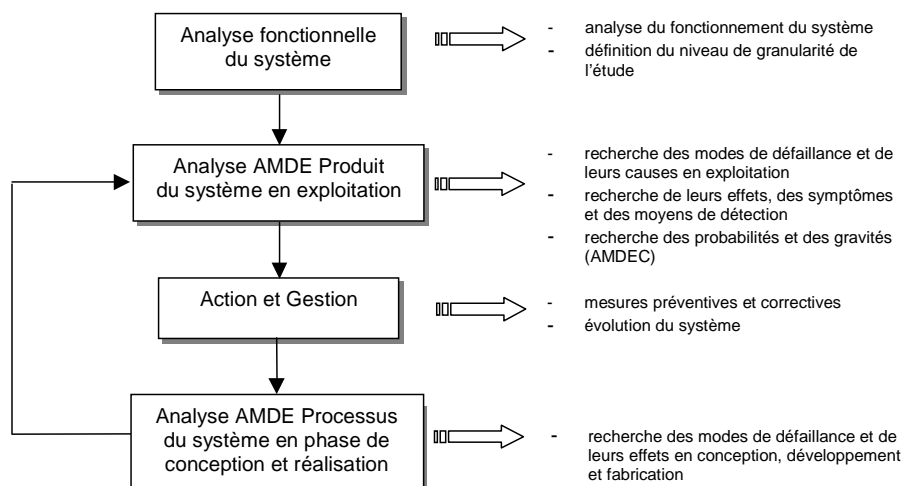 Analyse fonctionnelle
du système
- analyse du fonctionnement du système
- définition du niveau de granularité de
l'étude
Analyse AMDE Produit
du système en exploitation
- recherche des modes de défaillance et de
leurs causes en exploitation
- recherche de leurs effets, des symptômes
et des moyens de détection
- recherche des probabilités et des gravités
(AMDEC)
Action et Gestion
- mesures préventives et correctives
- évolution du système
Analyse AMDE Processus
du système en phase de
conception et réalisation
- recherche des modes de défaillance et de
leurs effets en conception, développement
et fabrication